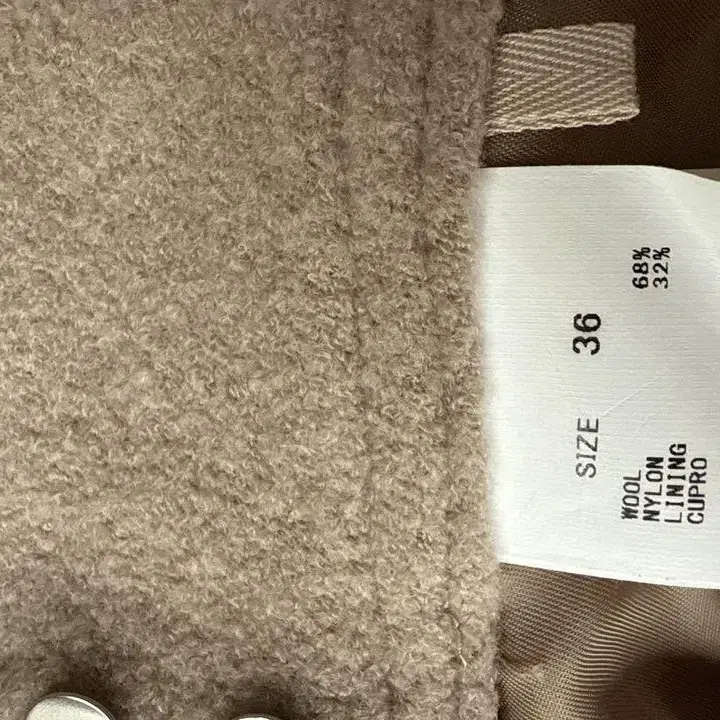 SIZE 36
WOOL 68%
NYLON 32%
LINING
CUPRO